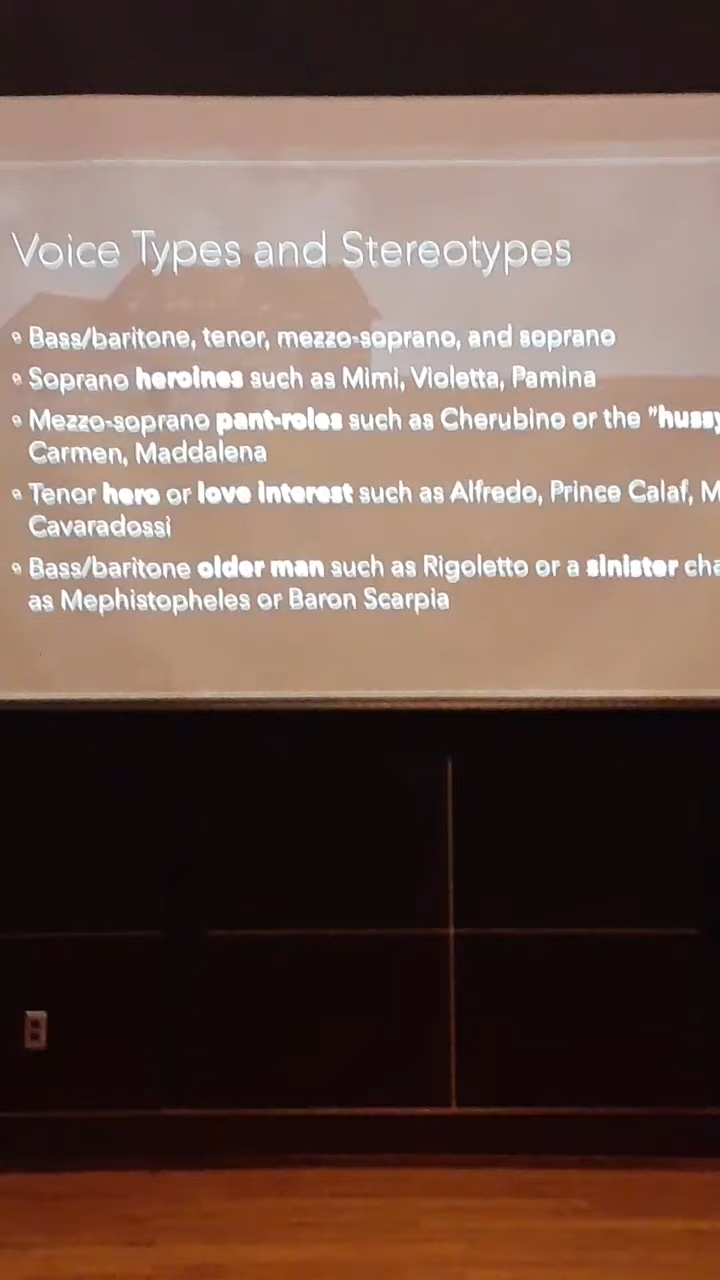 Voice Types and Stereotypes
Bass/baritone, tenor, mezzo-soprano, and soprano
Soprano heroines such as Mimi, Violetta, Pamina
Mezzo-soprano pant-roles such as Cherubino or the "hussy
Carmen, Maddalena
Tenor hero or love interest such as Alfredo, Prince Calaf, M
Cavaradossi
Bass/baritone older man such as Rigoletto or a sinister cha
as Mephistopheles or Baron Scarpia